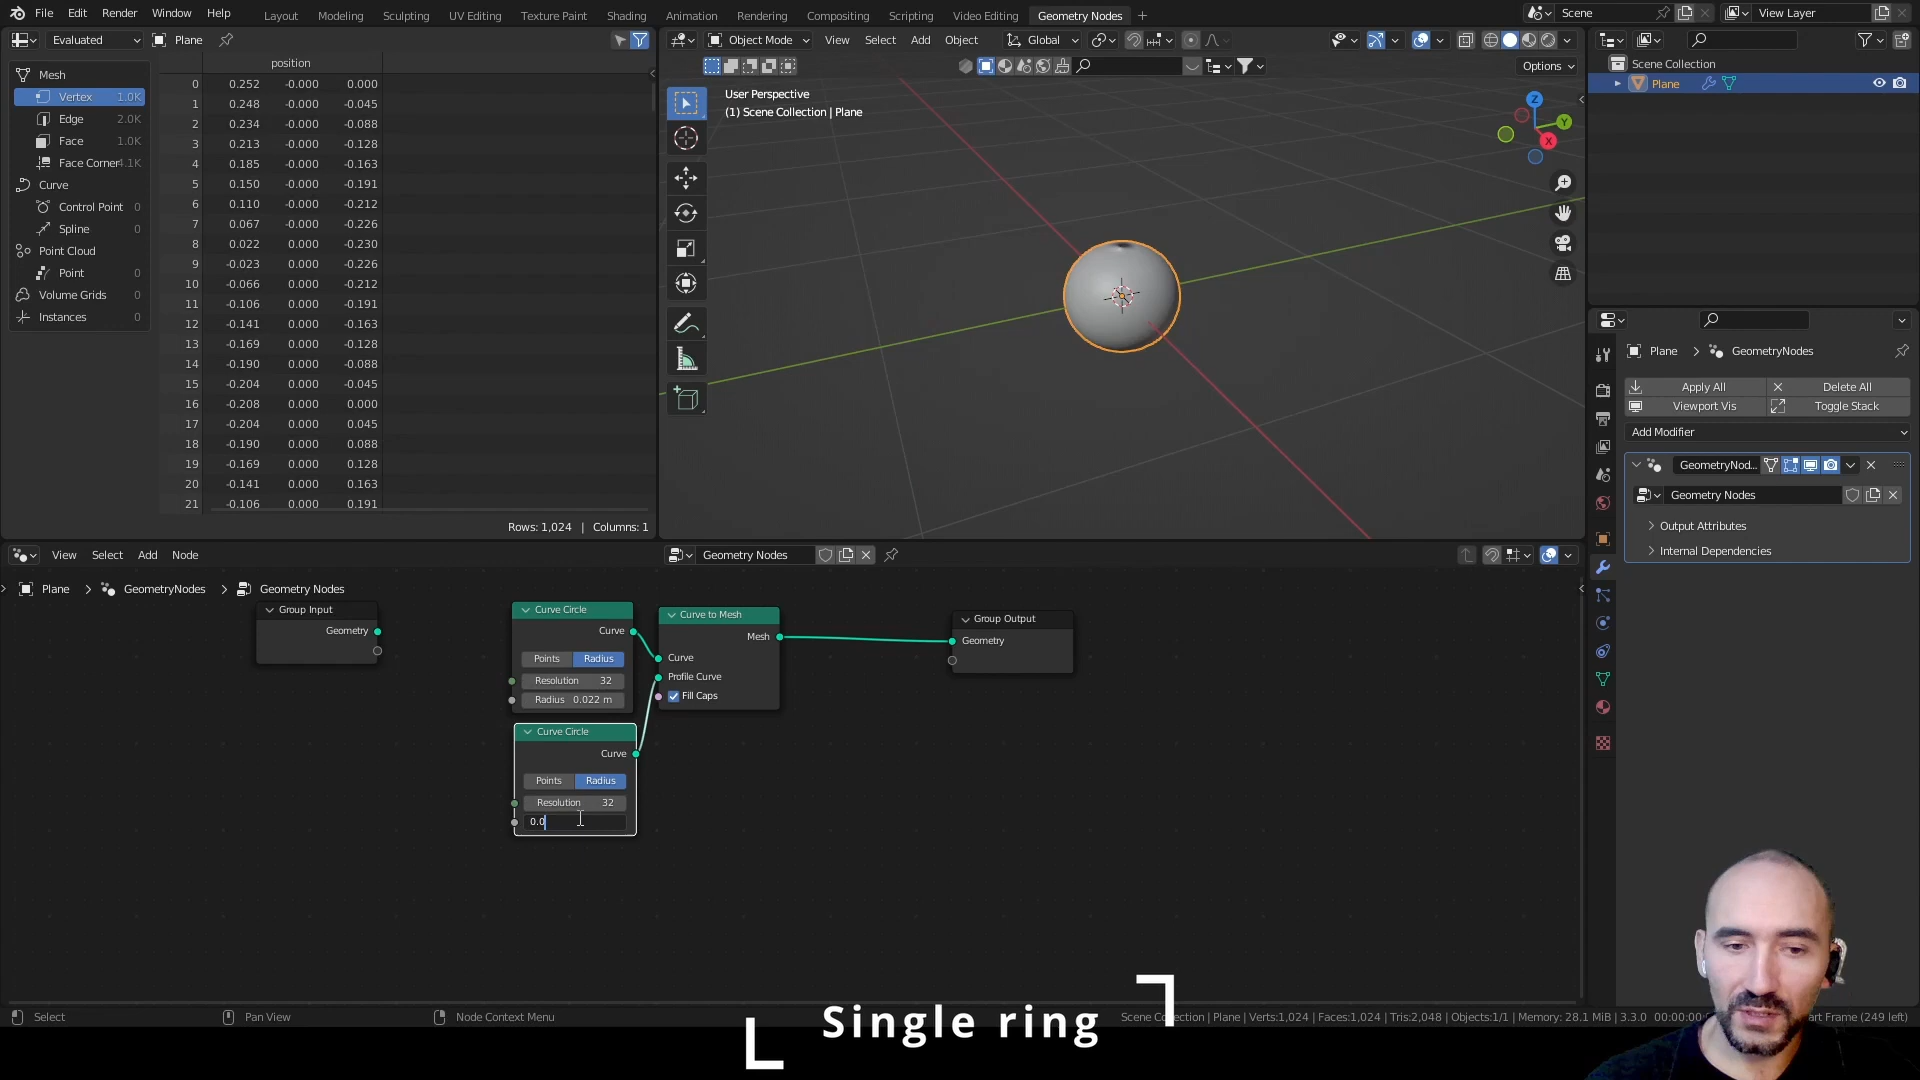 File Edit Render Window Help Layout Modeling Sculpting UV Editing Texture Paint Shading Animation Rendering Compositing Scripting Video Editing Geometry Nodes + Scene View Layer
Evaluated Plane
position
Mesh
Vertex 1.0K
Edge 2.0K
Face 1.0K
Face Corner 4.1K
Curve
Control Point 0
Spline 0
Point Cloud
Point 0
Volume Grids 0
Instances 0
0 0.252 -0.000 0.000
1 0.248 -0.000 -0.045
2 0.234 -0.000 -0.088
3 0.213 -0.000 -0.128
4 0.185 -0.000 -0.163
5 0.150 -0.000 -0.191
6 0.110 -0.000 -0.212
7 0.067 -0.000 -0.226
8 0.022 0.000 -0.230
9 -0.023 0.000 -0.226
10 -0.066 0.000 -0.212
11 -0.106 0.000 -0.191
12 -0.141 0.000 -0.163
13 -0.169 0.000 -0.128
14 -0.190 0.000 -0.088
15 -0.204 0.000 -0.045
16 -0.208 0.000 0.000
17 -0.204 0.000 0.045
18 -0.190 0.000 0.088
19 -0.169 0.000 0.128
20 -0.141 0.000 0.163
21 -0.106 0.000 0.191
Rows: 1,024 | Columns: 1
Object Mode View Select Add Object Global
Options
User Perspective
(1) Scene Collection | Plane
Z
Y
X
Scene Collection
Plane
Plane > GeometryNodes
Apply All Delete All
Viewport Vis Toggle Stack
Add Modifier
GeometryNod...
Geometry Nodes
Output Attributes
Internal Dependencies
View Select Add Node Geometry Nodes
Plane > GeometryNodes > Geometry Nodes
Group Input
Geometry
Curve Circle
Curve
Points Radius
Resolution 32
Radius 0.022 m
Curve Circle
Curve
Points Radius
Resolution 32
0.0
Curve to Mesh
Mesh
Curve
Profile Curve
Fill Caps
Group Output
Geometry
Single ring
Select Pan View Node Context Menu
Scene Collection | Plane | Verts:1,024 | Faces:1,024 | Tris:2,048 | Objects:1/1 | Memory: 28.1 MiB | 3.3.0
art Frame (249 left)